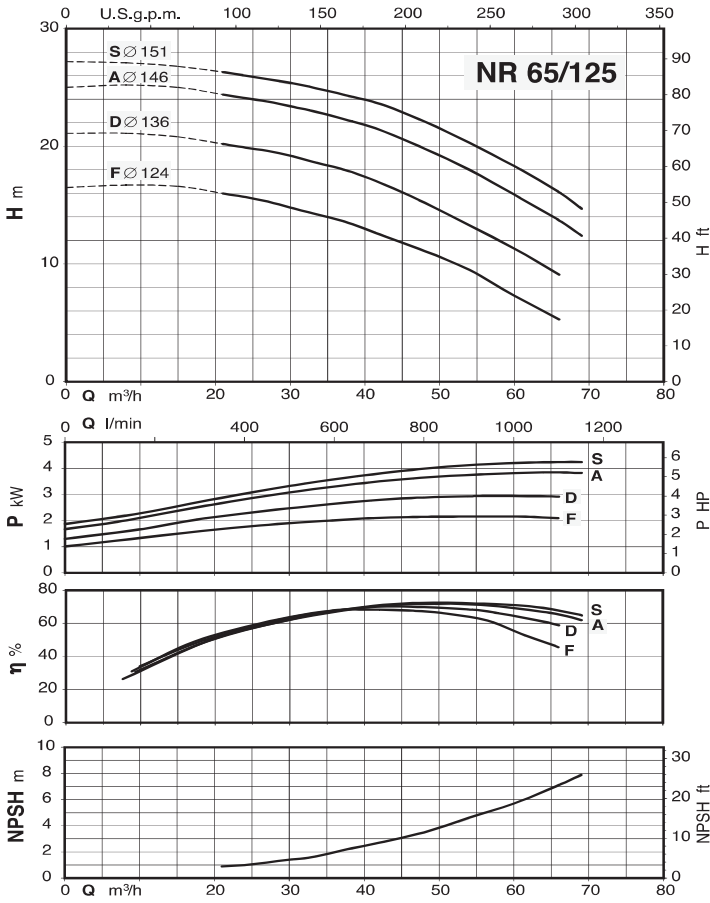 0 U.S.g.p.m. 100 150 200 250 300 350
NR 65/125
30
20
10
0
H m
S Ø 151
A Ø 146
D Ø 136
F Ø 124
90
80
70
60
50
40
30
20
10
0
H ft
0 Q m³/h 20 30 40 50 60 70 80
0 Q l/min 400 600 800 1000 1200
5
4
3
2
1
0
P kW
S
A
D
F
6
5
4
3
2
1
0
P HP
80
60
40
20
0
η %
S
A
D
F
10
8
6
4
2
0
NPSH m
30
20
10
0
NPSH ft
0 Q m³/h 20 30 40 50 60 70 80